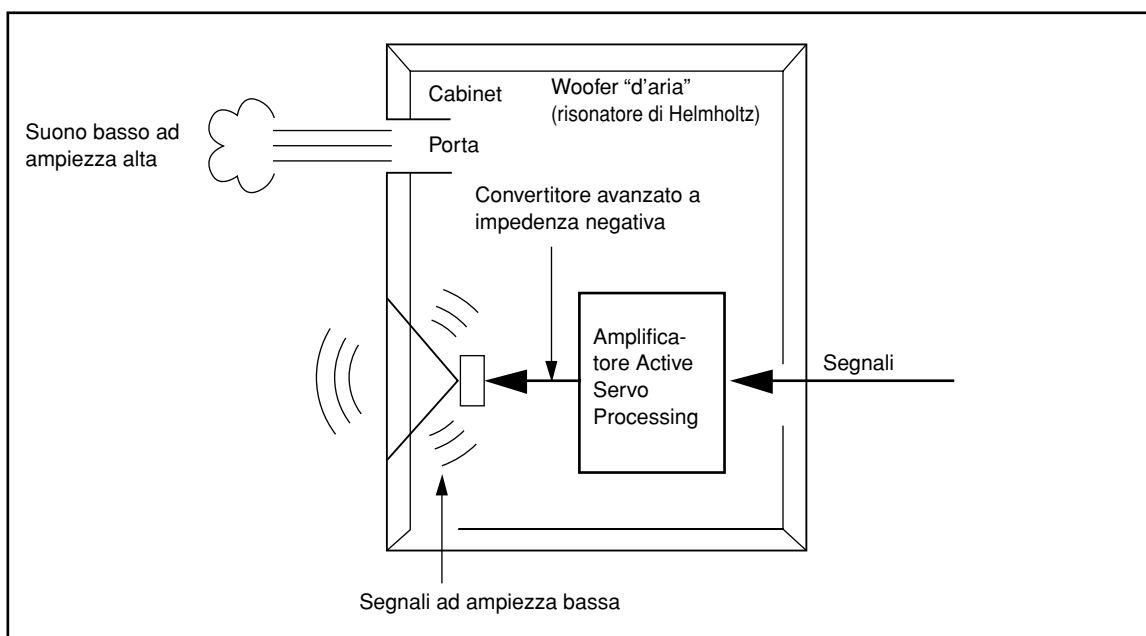 Cabinet
Woofer “d’aria”
(risonatore di Helmholtz)
Suono basso ad
ampiezza alta
Porta
Convertitore avanzato a
impedenza negativa
Amplifica-
tore Active
Servo
Processing
Segnali
Segnali ad ampiezza bassa